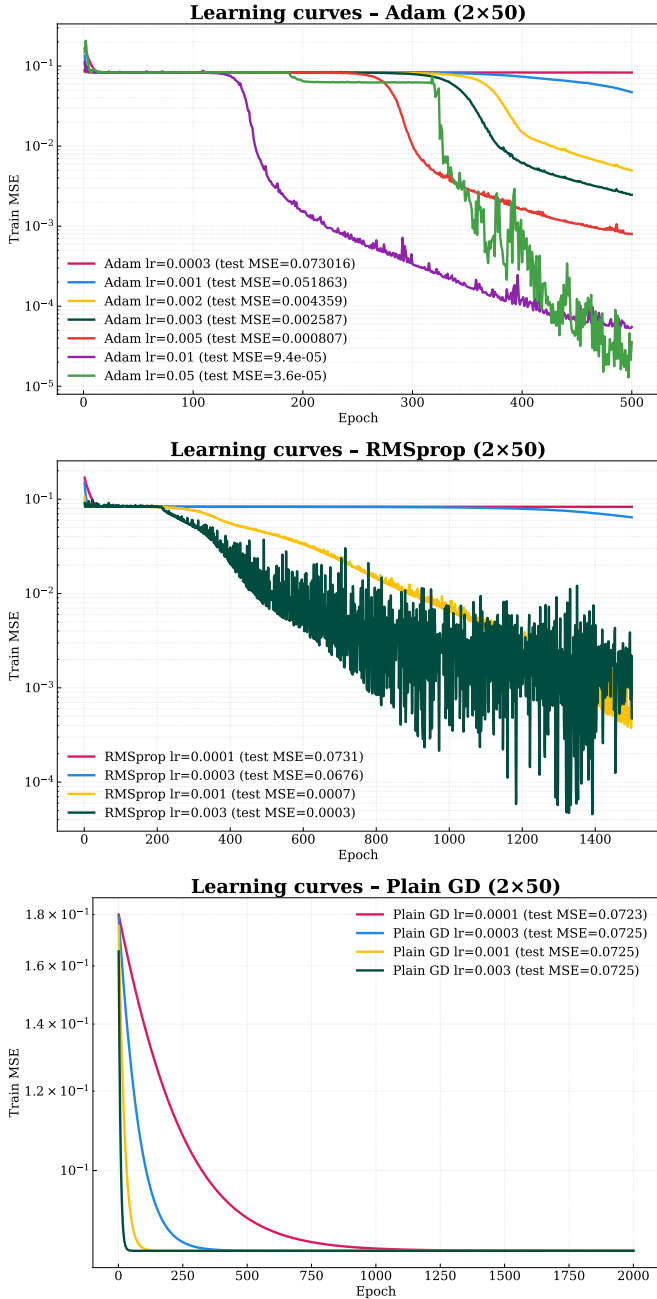 Learning curves – Adam (2×50)
10⁻¹
10⁻²
10⁻³
10⁻⁴
10⁻⁵
Train MSE
Adam lr=0.0003 (test MSE=0.073016)
Adam lr=0.001 (test MSE=0.051863)
Adam lr=0.002 (test MSE=0.004359)
Adam lr=0.003 (test MSE=0.002587)
Adam lr=0.005 (test MSE=0.000807)
Adam lr=0.01 (test MSE=9.4e-05)
Adam lr=0.05 (test MSE=3.6e-05)
0 100 200 300 400 500
Epoch
Learning curves – RMSprop (2×50)
10⁻¹
10⁻²
10⁻³
10⁻⁴
Train MSE
RMSprop lr=0.0001 (test MSE=0.0731)
RMSprop lr=0.0003 (test MSE=0.0676)
RMSprop lr=0.001 (test MSE=0.0007)
RMSprop lr=0.003 (test MSE=0.0003)
0 200 400 600 800 1000 1200 1400
Epoch
Learning curves – Plain GD (2×50)
1.8 × 10⁻¹
1.6 × 10⁻¹
1.4 × 10⁻¹
1.2 × 10⁻¹
10⁻¹
Train MSE
Plain GD lr=0.0001 (test MSE=0.0723)
Plain GD lr=0.0003 (test MSE=0.0725)
Plain GD lr=0.001 (test MSE=0.0725)
Plain GD lr=0.003 (test MSE=0.0725)
0 250 500 750 1000 1250 1500 1750 2000
Epoch